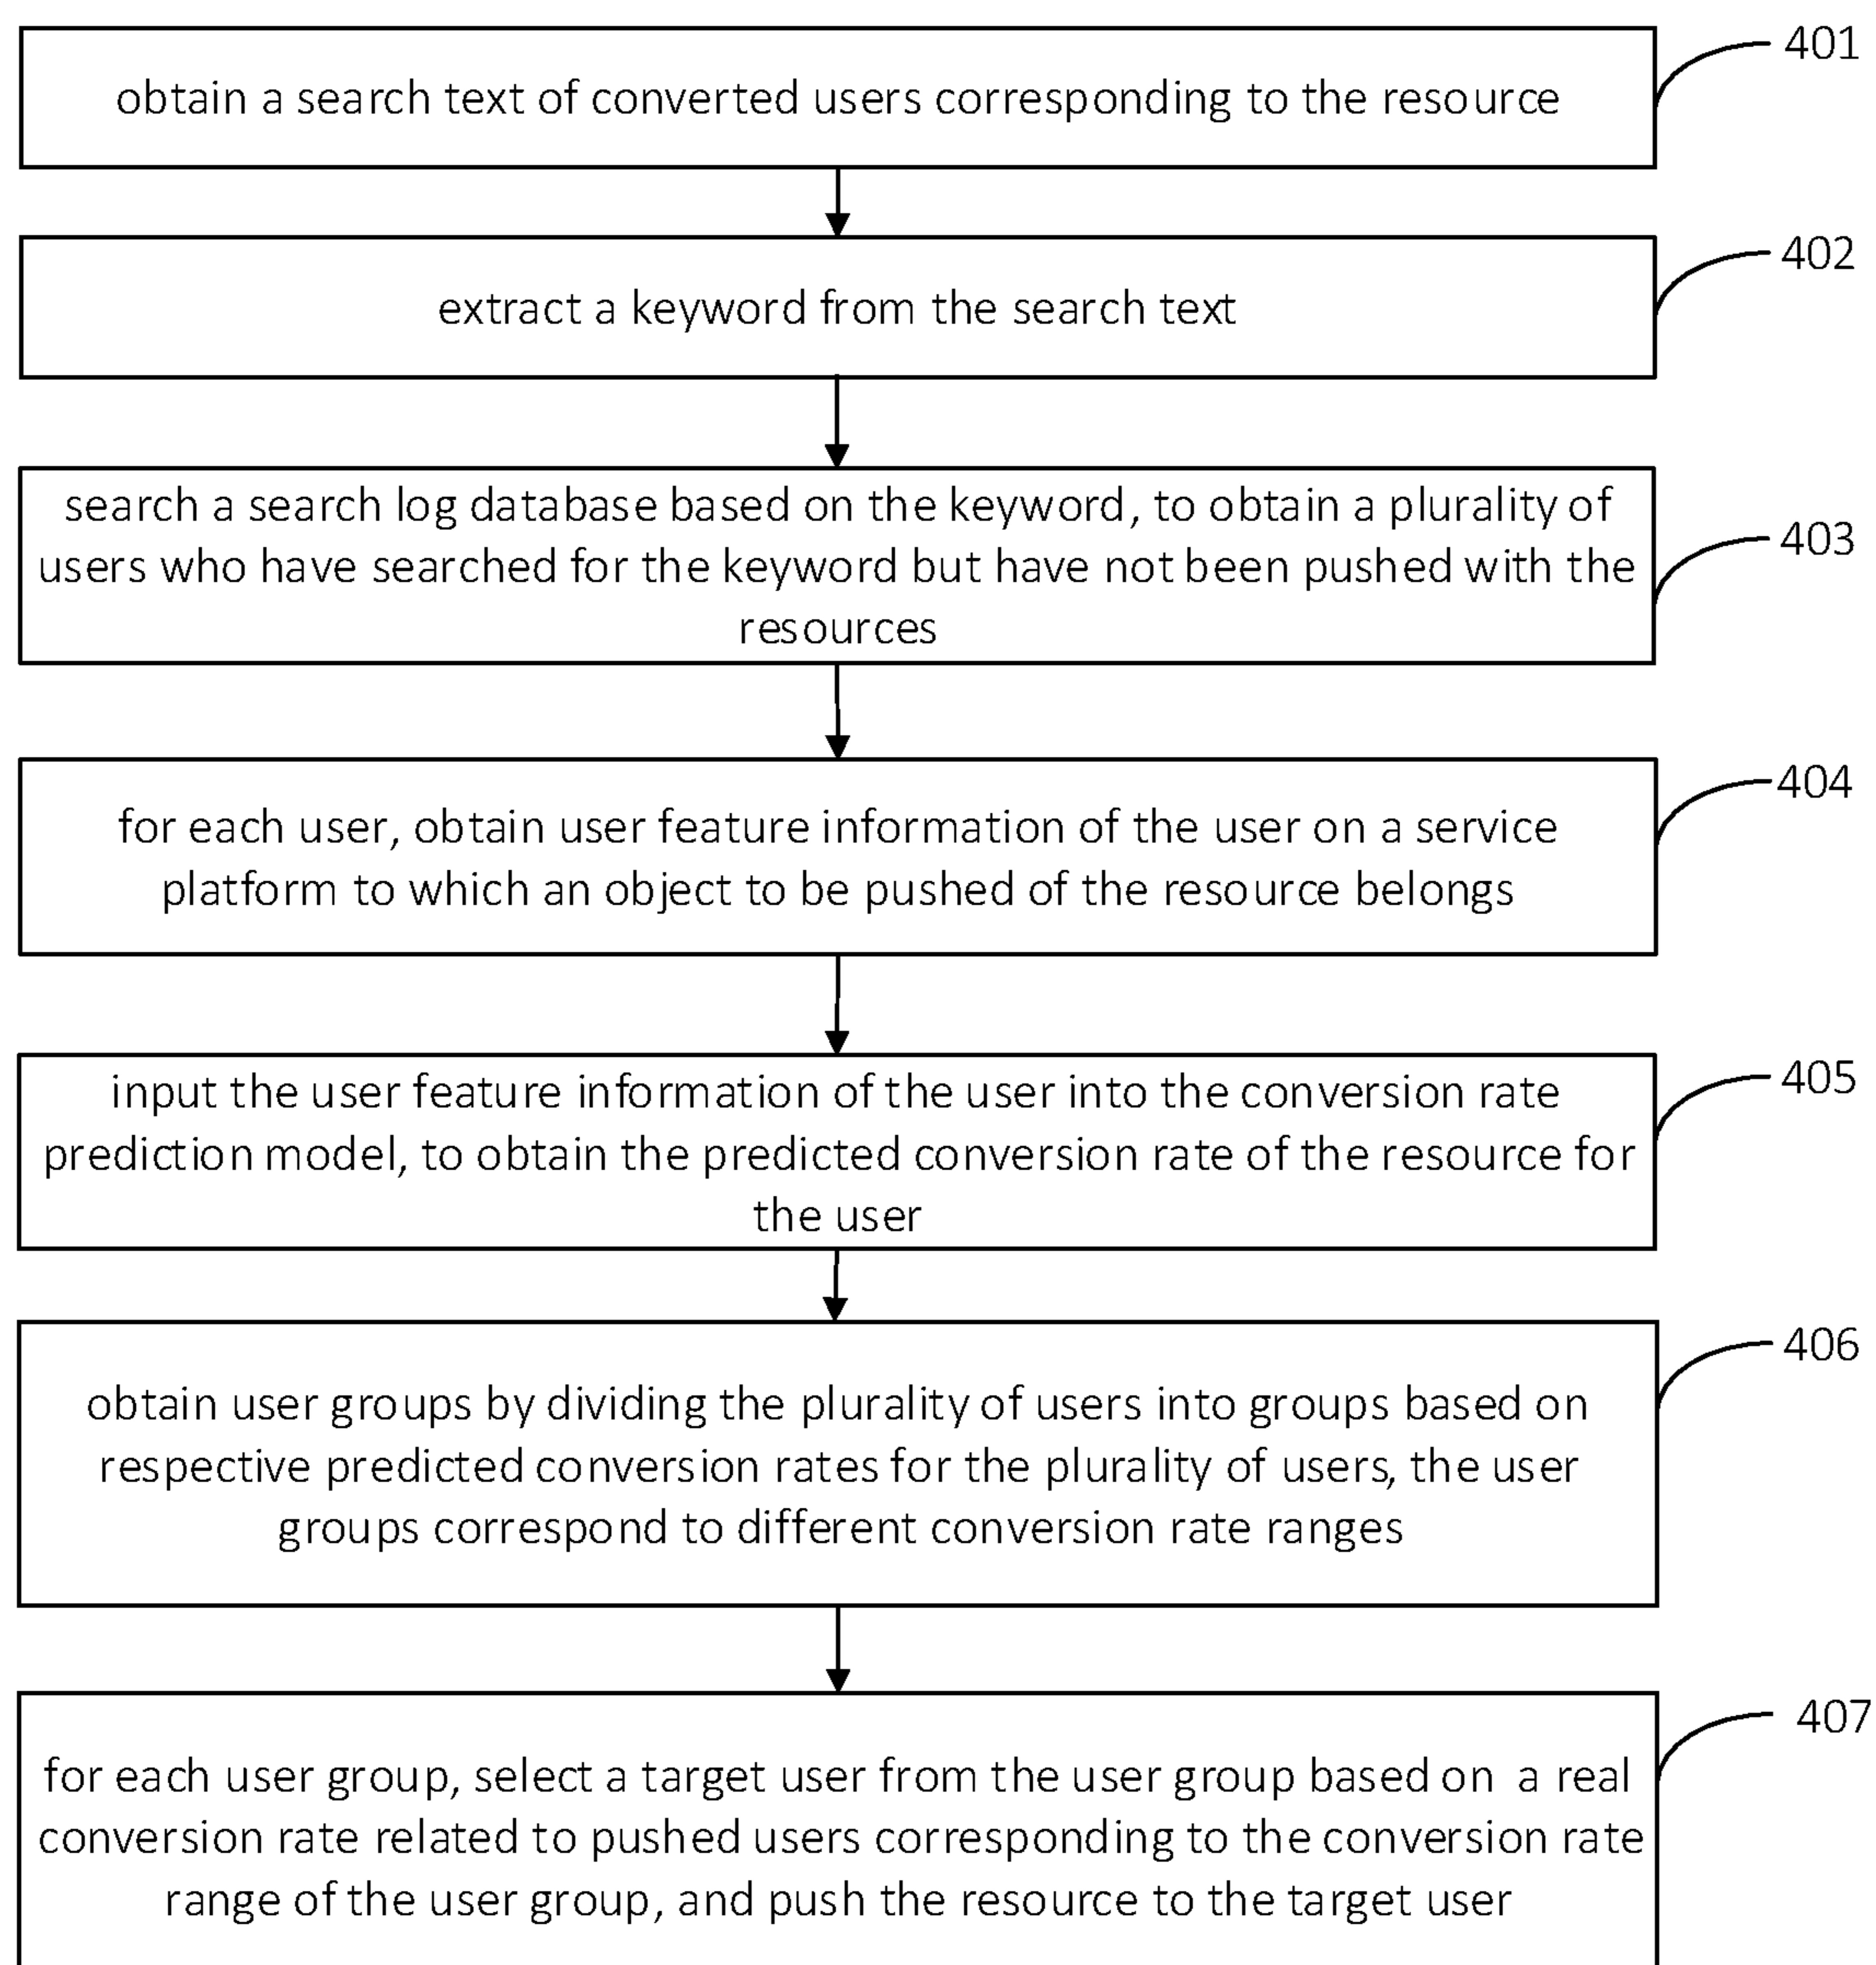 401
obtain a search text of converted users corresponding to the resource
402
extract a keyword from the search text
search a search log database based on the keyword, to obtain a plurality of
403
users who have searched for the keyword but have not been pushed with the
resources
404
for each user, obtain user feature information of the user on a service
platform to which an object to be pushed of the resource belongs
405
input the user feature information of the user into the conversion rate
prediction model, to obtain the predicted conversion rate of the resource for
the user
406
obtain user groups by dividing the plurality of users into groups based on
respective predicted conversion rates for the plurality of users, the user
groups correspond to different conversion rate ranges
407
for each user group, select a target user from the user group based on a real
conversion rate related to pushed users corresponding to the conversion rate
range of the user group, and push the resource to the target user